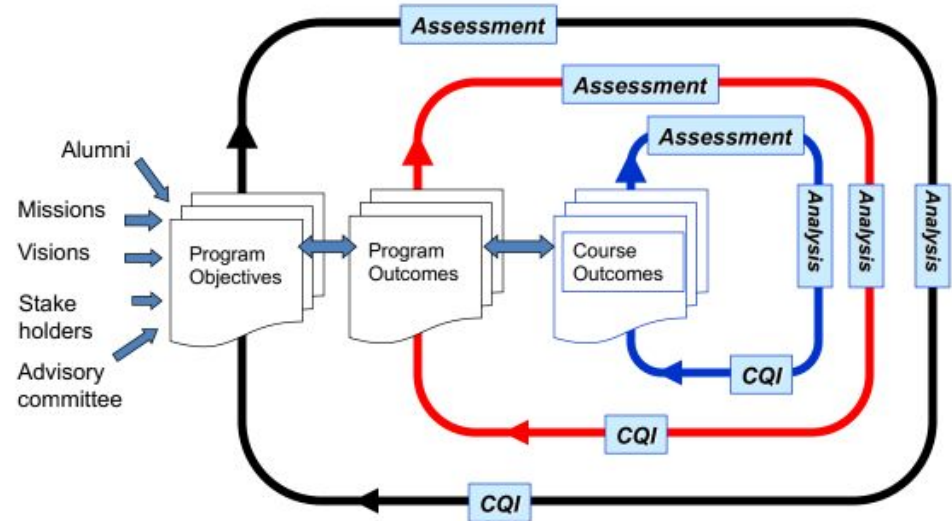 Assessment
Assessment
Assessment
Alumni
Missions
Visions
Stake
holders
Advisory
committee
Program
Objectives
Program
Outcomes
Course
Outcomes
Analysis
Analysis
Analysis
CQI
CQI
CQI